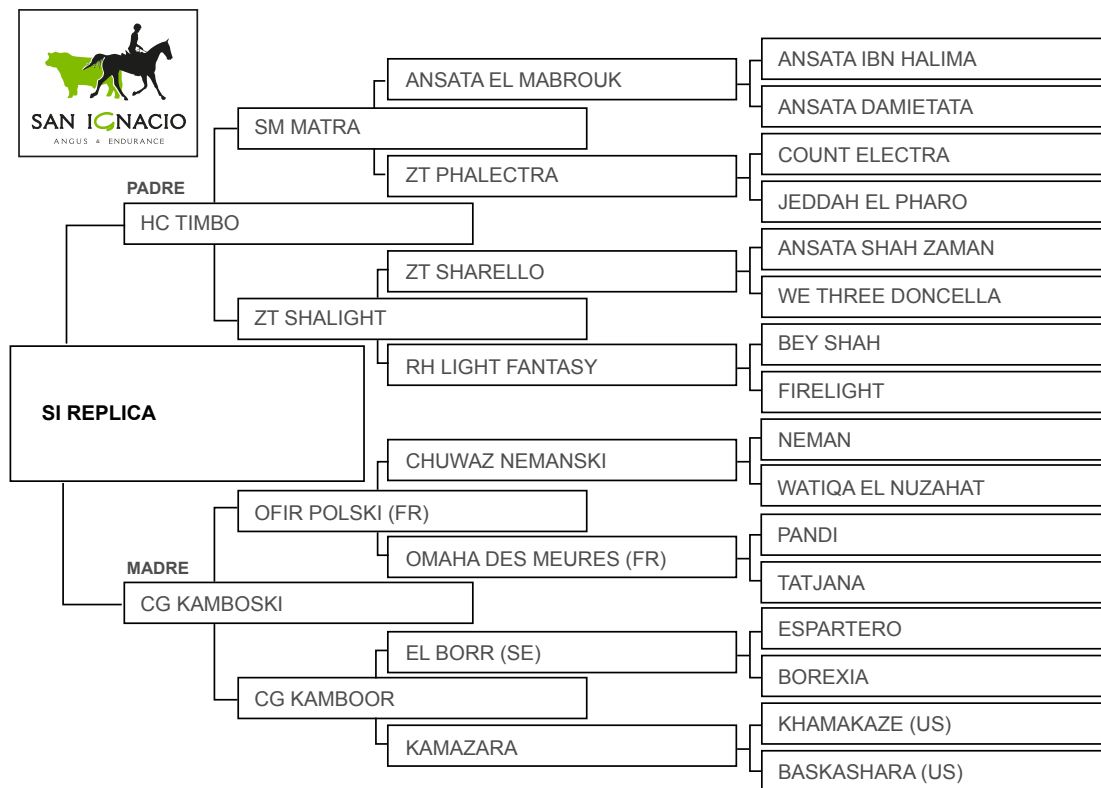 SAN IGNACIO
ANGUS & ENDURANCE
SI REPLICA
PADRE
HC TIMBO
MADRE
CG KAMBOSKI
SM MATRA
ZT SHALIGHT
OFIR POLSKI (FR)
CG KAMBOOR
ANSATA EL MABROUK
ZT PHALECTRA
ZT SHARELLO
RH LIGHT FANTASY
CHUWAZ NEMANSKI
OMAHA DES MEURES (FR)
EL BORR (SE)
KAMAZARA
ANSATA IBN HALIMA
ANSATA DAMIETATA
COUNT ELECTRA
JEDDAH EL PHARO
ANSATA SHAH ZAMAN
WE THREE DONCELLA
BEY SHAH
FIRELIGHT
NEMAN
WATIQA EL NUZAHAT
PANDI
TATJANA
ESPARTERO
BOREXIA
KHAMAKAZE (US)
BASKASHARA (US)